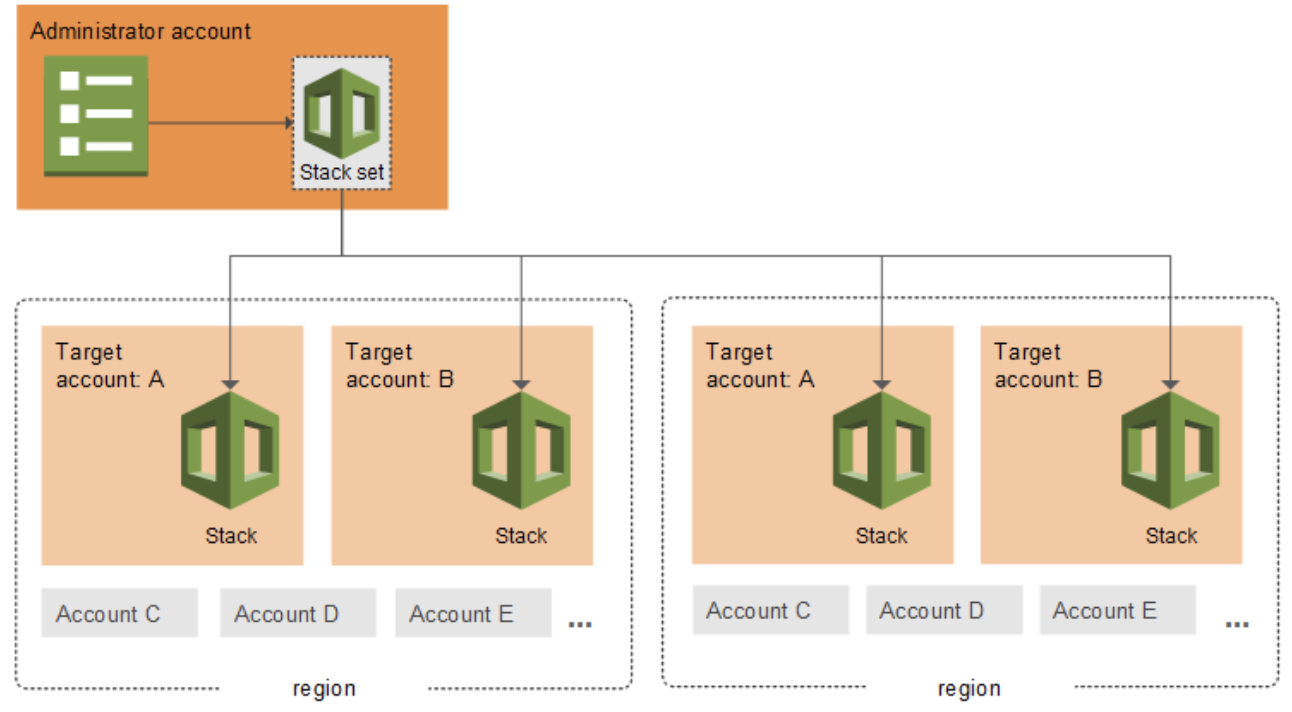 Administrator account
Stack set
Target
account: A
Stack
Target
account: B
Stack
Account C
Account D
Account E
...
region
Target
account: A
Stack
Target
account: B
Stack
Account C
Account D
Account E
...
region